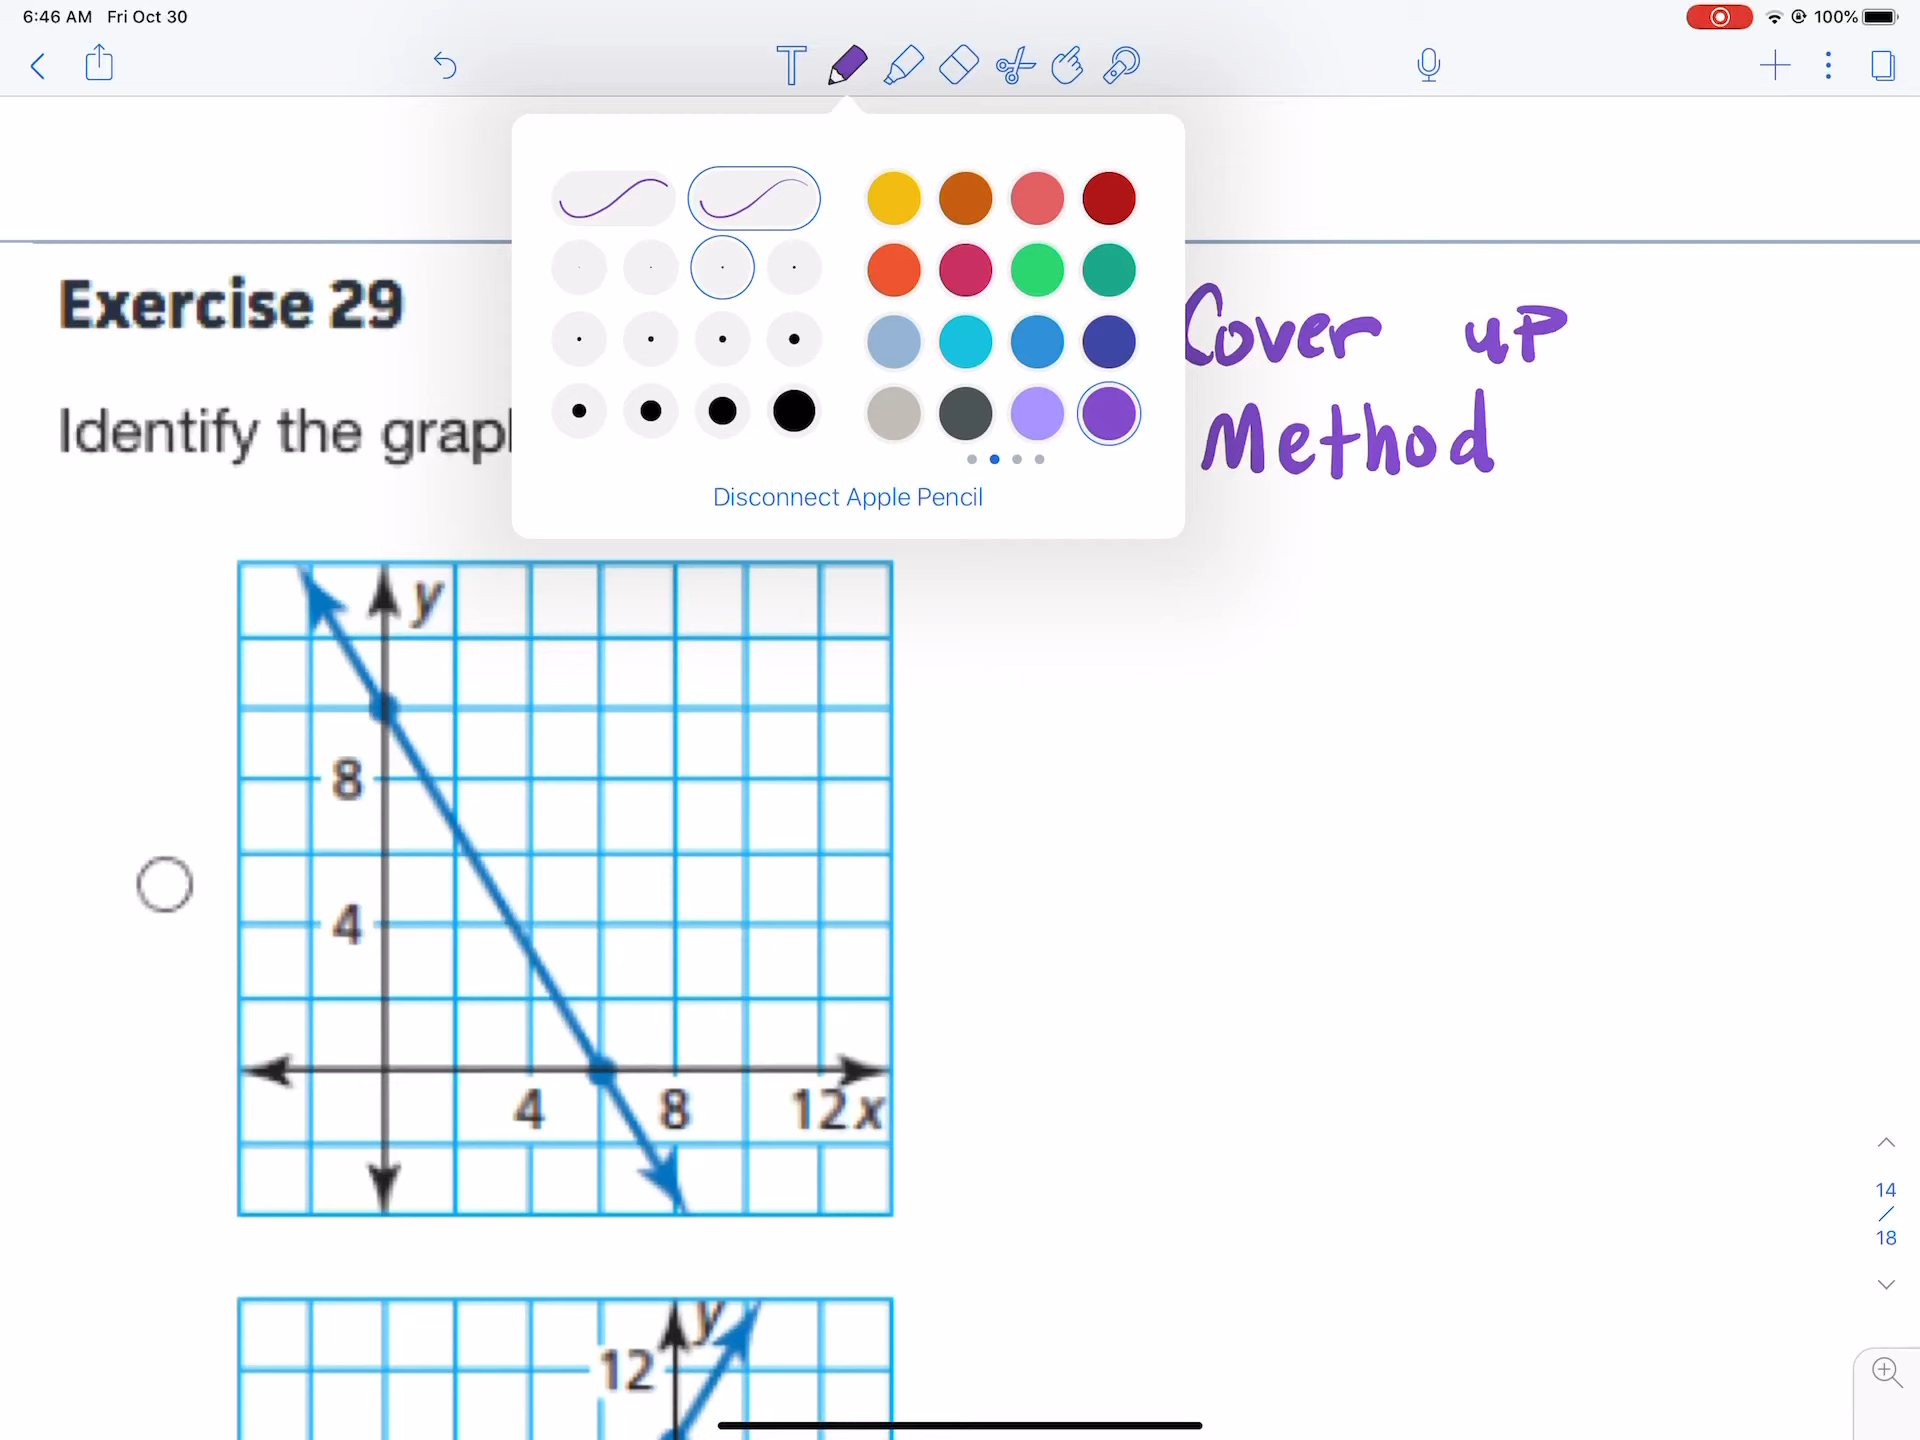 6:46 AM Fri Oct 30
100%
T
Exercise 29
Cover up
Identify the grap
Method
Disconnect Apple Pencil
y
8
4
4 8 12 x
14
/
18
y
12